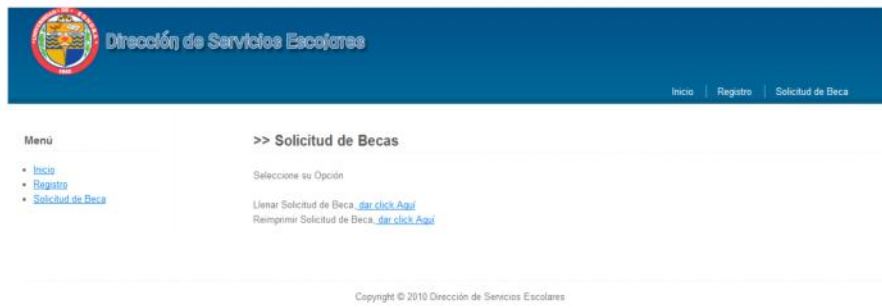 Dirección de Servicios Escolares
Inicio | Registro | Solicitud de Beca
Menú
Inicio
Registro
Solicitud de Beca
>> Solicitud de Becas
Seleccione su Opción
Llenar Solicitud de Beca, dar click Aquí
Reimprimir Solicitud de Beca, dar click Aquí
Copyright © 2010 Dirección de Servicios Escolares